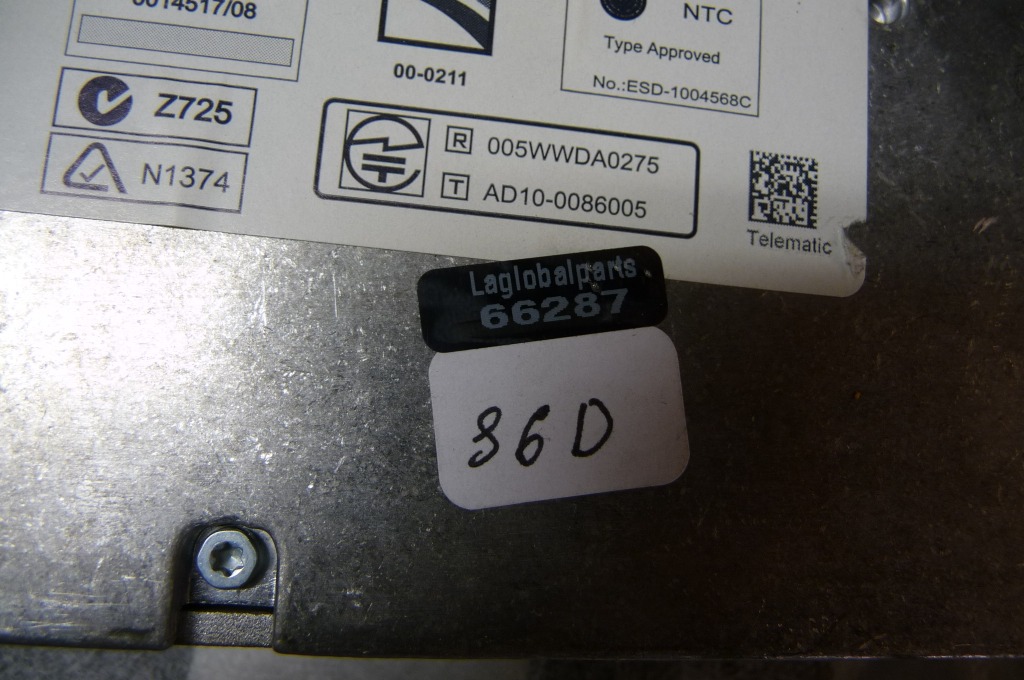 0014517/08
00-0211
NTC
Type Approved
No.:ESD-1004568C
Z725
N1374
R 005WWDA0275
T AD10-0086005
Telematic
Laglobalparts
66287
86D